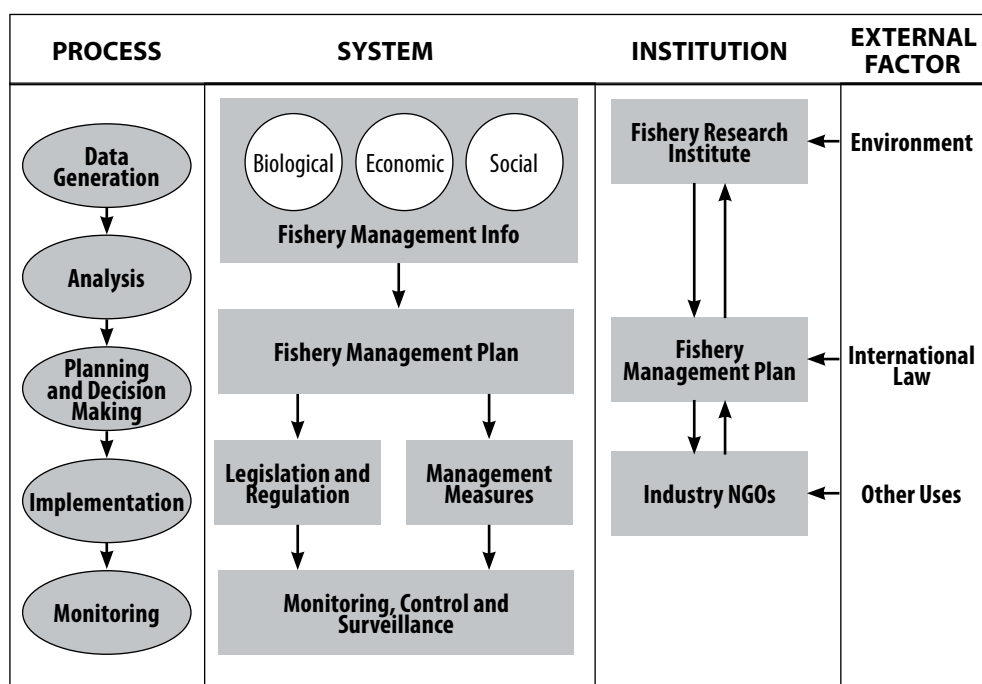 PROCESS
SYSTEM
INSTITUTION
EXTERNAL
FACTOR
Data
Generation
Analysis
Planning
and Decision
Making
Implementation
Monitoring
Biological
Economic
Social
Fishery Management Info
Fishery Management Plan
Legislation and
Regulation
Management
Measures
Monitoring, Control and
Surveillance
Fishery Research
Institute
Fishery
Management Plan
Industry NGOs
Environment
International
Law
Other Uses